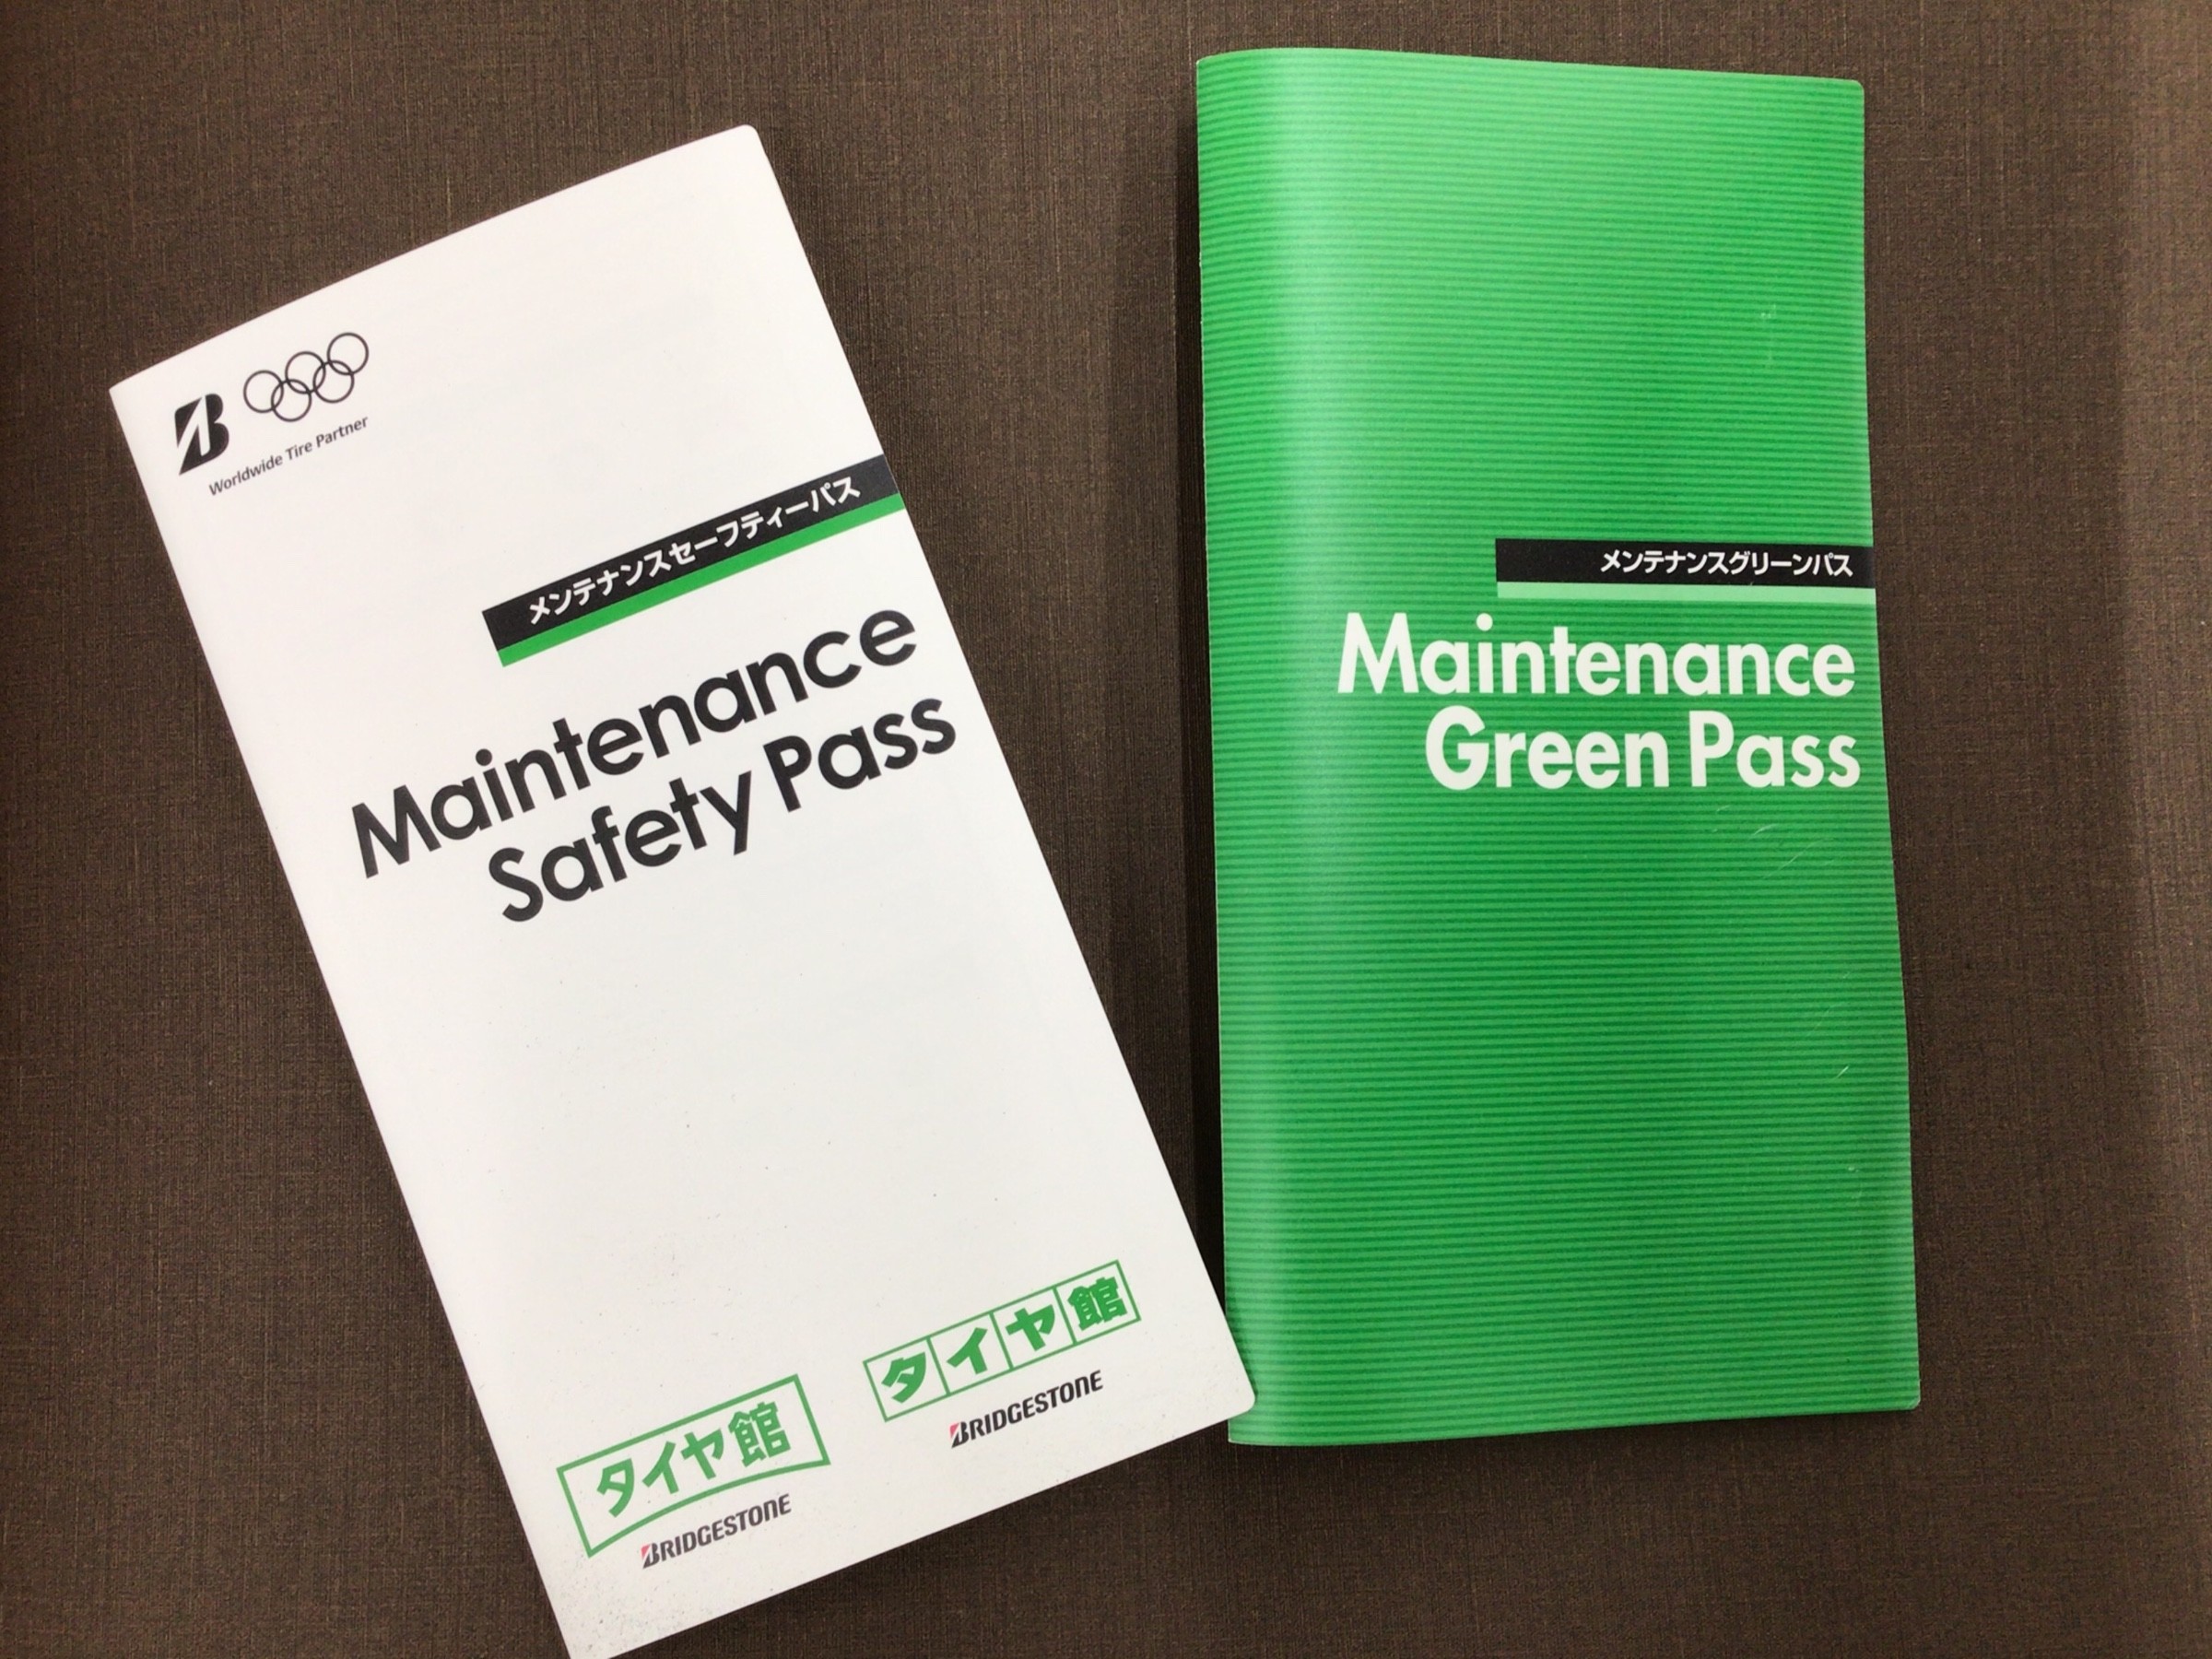 B
Worldwide Tire Partner
メンテナンスセーフティーパス
Maintenance
Safety Pass
タイヤ館
BRIDGESTONE
タイヤ館
BRIDGESTONE
メンテナンスグリーンパス
Maintenance
Green Pass